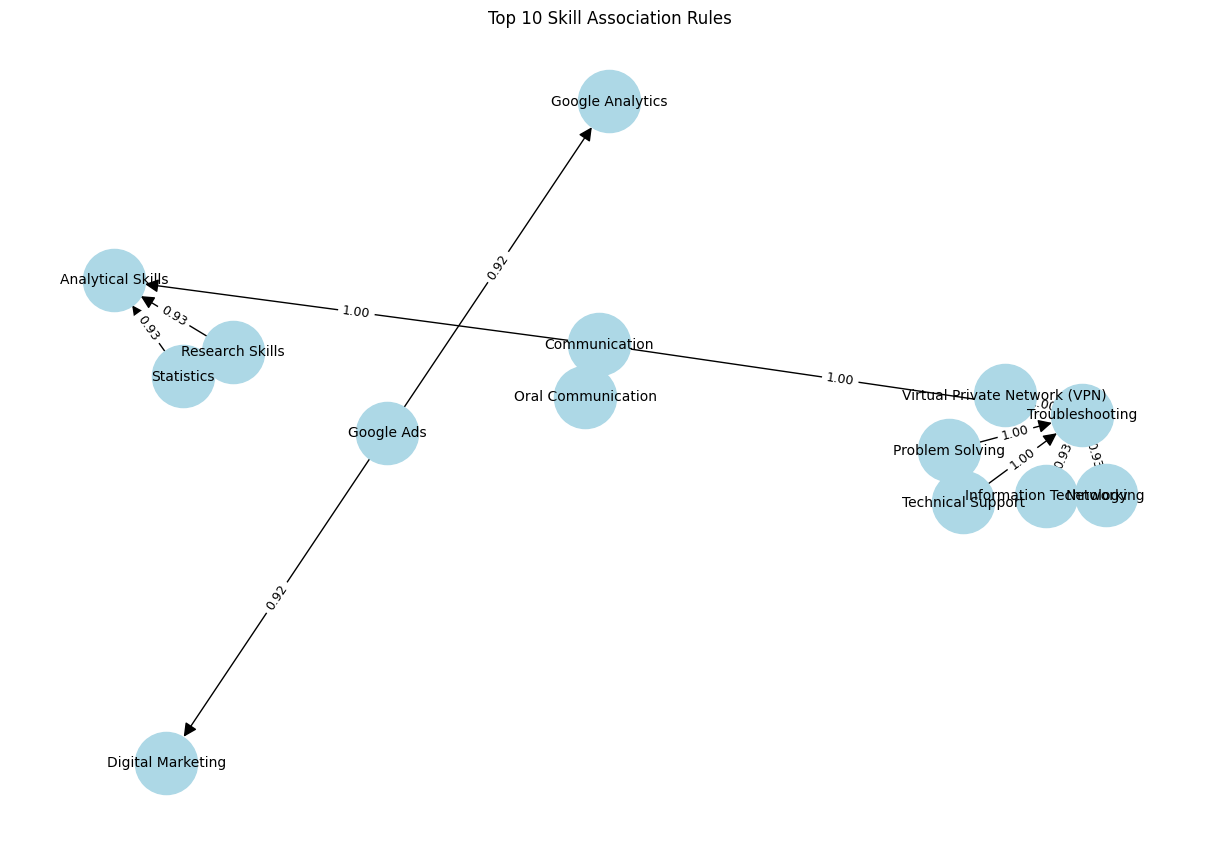 Top 10 Skill Association Rules
Google Analytics
0.92
Analytical Skills
1.00
0.93
0.93
Research Skills
Statistics
Communication
1.00
Oral Communication
Virtual Private Network (VPN)
Troubleshooting
Google Ads
1.00
Problem Solving
1.00
0.93
0.93
Technical Support
Information Technology
Networking
0.92
Digital Marketing